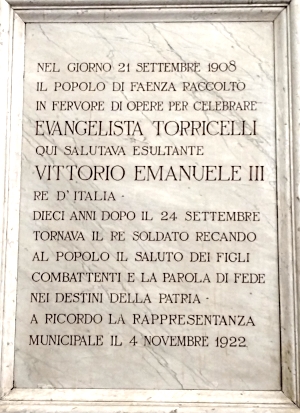 NEL GIORNO 21 SETTEMBRE 1908
IL POPOLO DI FAENZA RACCOLTO
IN FERVORE DI OPERE PER CELEBRARE
EVANGELISTA TORRICELLI
QUI SALUTAVA ESULTANTE
VITTORIO EMANUELE III
RE D'ITALIA ·
DIECI ANNI DOPO IL 24 SETTEMBRE
TORNAVA IL RE SOLDATO RECANDO
AL POPOLO IL SALUTO DEI FIGLI
COMBATTENTI E LA PAROLA DI FEDE
NEI DESTINI DELLA PATRIA ·
A RICORDO LA RAPPRESENTANZA
MUNICIPALE IL 4 NOVEMBRE 1922